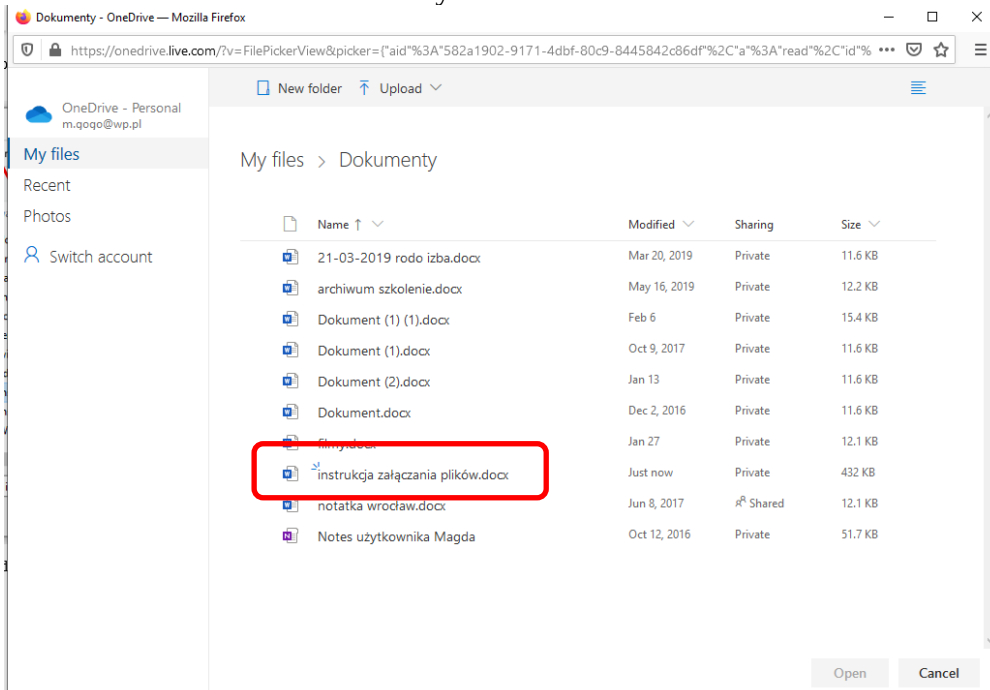 Dokumenty - OneDrive — Mozilla Firefox
https://onedrive.live.com/?v=FilePickerView&picker={"aid"%3A"582a1902-9171-4dbf-80c9-8445842c86df"%2C"a"%3A"read"%2C"id"%
New folder Upload
OneDrive - Personal
m.gogo@wp.pl
My files
Recent
Photos
Switch account
My files > Dokumenty
Name ↑ Modified Sharing Size
21-03-2019 rodo izba.docx Mar 20, 2019 Private 11.6 KB
archiwum szkolenie.docx May 16, 2019 Private 12.2 KB
Dokument (1) (1).docx Feb 6 Private 15.4 KB
Dokument (1).docx Oct 9, 2017 Private 11.6 KB
Dokument (2).docx Jan 13 Private 11.6 KB
Dokument.docx Dec 2, 2016 Private 11.6 KB
filmy.docx Jan 27 Private 12.1 KB
instrukcja załączania plików.docx Just now Private 432 KB
notatka wrocław.docx Jun 8, 2017 Shared 12.1 KB
Notes użytkownika Magda Oct 12, 2016 Private 51.7 KB
Open Cancel